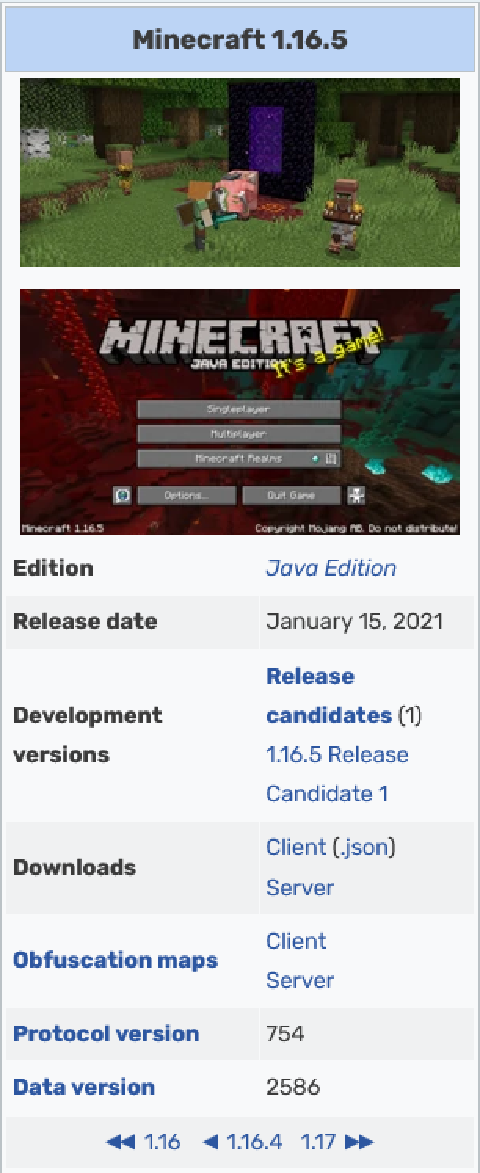 Minecraft 1.16.5
MINECRAFT
JAVA EDITION
It's a game!
Singleplayer
Multiplayer
Minecraft Realms
Options...
Quit Game
Minecraft 1.16.5
Copyright Mojang AB. Do not distribute!
Edition
Java Edition
Release date
January 15, 2021
Development
versions
Release
candidates (1)
1.16.5 Release
Candidate 1
Downloads
Client (.json)
Server
Obfuscation maps
Client
Server
Protocol version
754
Data version
2586
◄◄ 1.16 ◄ 1.16.4 1.17 ►►